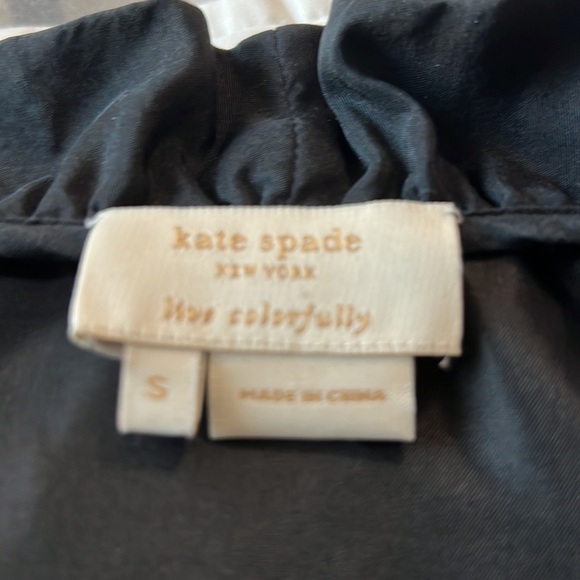 kate spade
NEW YORK
live colorfully
S
MADE IN CHINA